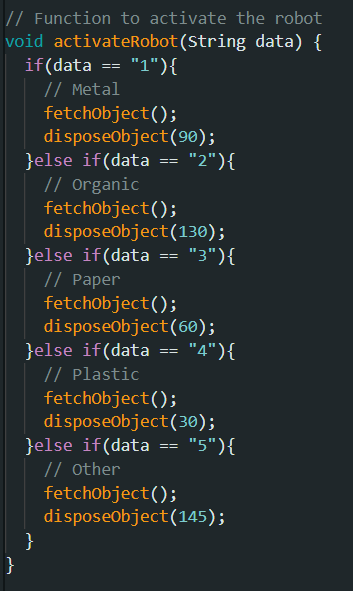 // Function to activate the robot
void activateRobot(String data) {
  if(data == "1"){
    // Metal
    fetchObject();
    disposeObject(90);
  }else if(data == "2"){
    // Organic
    fetchObject();
    disposeObject(130);
  }else if(data == "3"){
    // Paper
    fetchObject();
    disposeObject(60);
  }else if(data == "4"){
    // Plastic
    fetchObject();
    disposeObject(30);
  }else if(data == "5"){
    // Other
    fetchObject();
    disposeObject(145);
  }
}